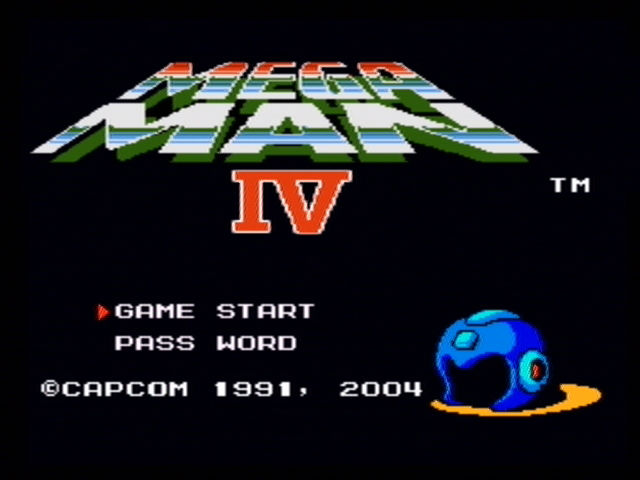 MEGA
MAN
IV
TM
GAME START
PASS WORD
©CAPCOM 1991, 2004